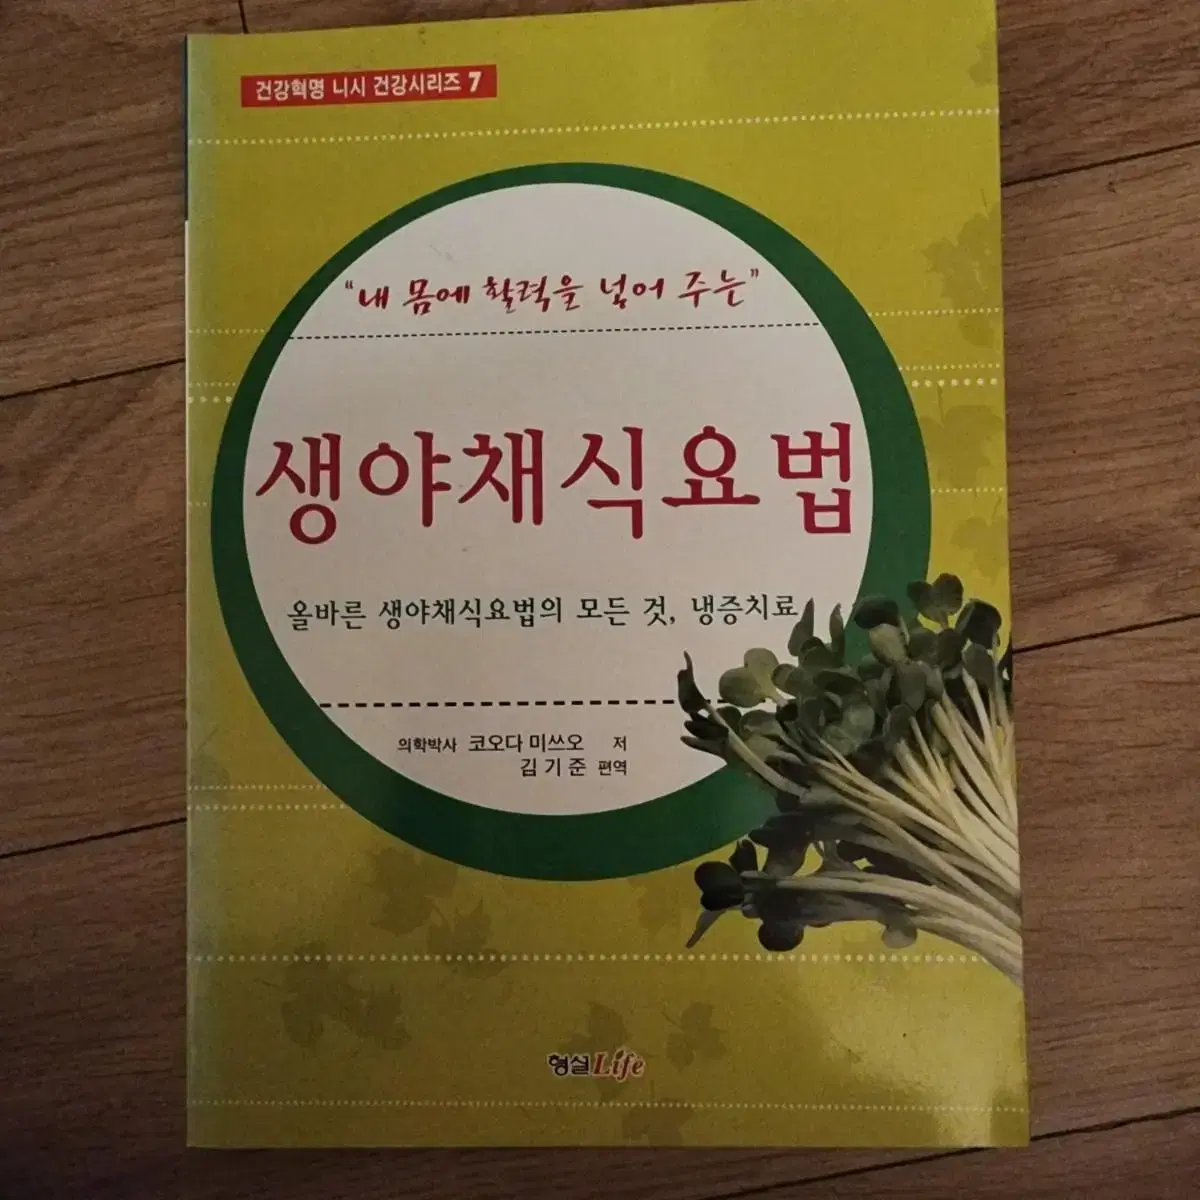 건강혁명 니시 건강시리즈 7
"내 몸에 활력을 넣어 주는"
생야채식요법
올바른 생야채식요법의 모든 것, 냉증치료
의학박사 코오다 미쓰오 저
김기준 편역
형설Life